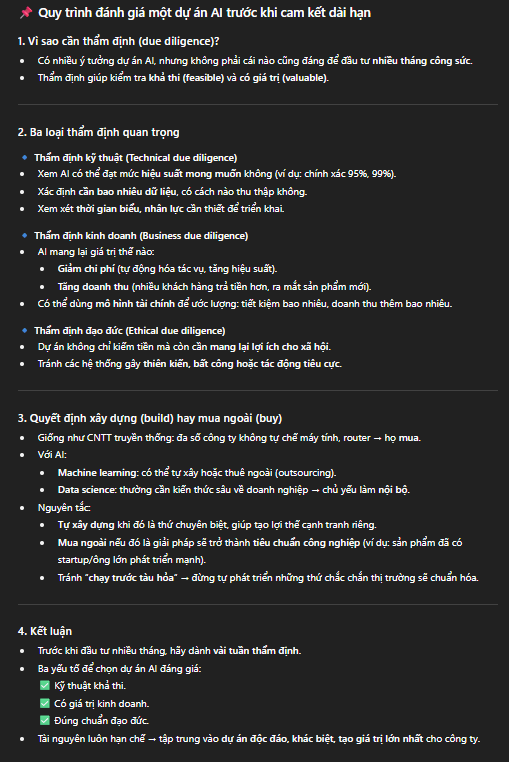 📌 Quy trình đánh giá một dự án AI trước khi cam kết dài hạn
1. Vì sao cần thẩm định (due diligence)?
• Có nhiều ý tưởng dự án AI, nhưng không phải cái nào cũng đáng để đầu tư nhiều tháng công sức.
• Thẩm định giúp kiểm tra khả thi (feasible) và có giá trị (valuable).
2. Ba loại thẩm định quan trọng
🔹 Thẩm định kỹ thuật (Technical due diligence)
• Xem AI có thể đạt mức hiệu suất mong muốn không (ví dụ: chính xác 95%, 99%).
• Xác định cần bao nhiêu dữ liệu, có cách nào thu thập không.
• Xem xét thời gian biểu, nhân lực cần thiết để triển khai.
🔹 Thẩm định kinh doanh (Business due diligence)
• AI mang lại giá trị thế nào:
• Giảm chi phí (tự động hóa tác vụ, tăng hiệu suất).
• Tăng doanh thu (nhiều khách hàng trả tiền hơn, ra mắt sản phẩm mới).
• Có thể dùng mô hình tài chính để ước lượng: tiết kiệm bao nhiêu, doanh thu thêm bao nhiêu.
🔹 Thẩm định đạo đức (Ethical due diligence)
• Dự án không chỉ kiếm tiền mà còn cần mang lại lợi ích cho xã hội.
• Tránh các hệ thống gây thiên kiến, bất công hoặc tác động tiêu cực.
3. Quyết định xây dựng (build) hay mua ngoài (buy)
• Giống như CNTT truyền thống: đa số công ty không tự chế máy tính, router → họ mua.
• Với AI:
• Machine learning: có thể tự xây hoặc thuê ngoài (outsourcing).
• Data science: thường cần kiến thức sâu về doanh nghiệp → chủ yếu làm nội bộ.
• Nguyên tắc:
• Tự xây dựng khi đó là thứ chuyên biệt, giúp tạo lợi thế cạnh tranh riêng.
• Mua ngoài nếu đó là giải pháp sẽ trở thành tiêu chuẩn công nghiệp (ví dụ: sản phẩm đã có
startup/ông lớn phát triển mạnh).
• Tránh "chạy trước tàu hỏa" → đừng tự phát triển những thứ chắc chắn thị trường sẽ chuẩn hóa.
4. Kết luận
• Trước khi đầu tư nhiều tháng, hãy dành vài tuần thẩm định.
• Ba yếu tố để chọn dự án AI đáng giá:
✅ Kỹ thuật khả thi.
✅ Có giá trị kinh doanh.
✅ Đúng chuẩn đạo đức.
• Tài nguyên luôn hạn chế → tập trung vào dự án độc đáo, khác biệt, tạo giá trị lớn nhất cho công ty.